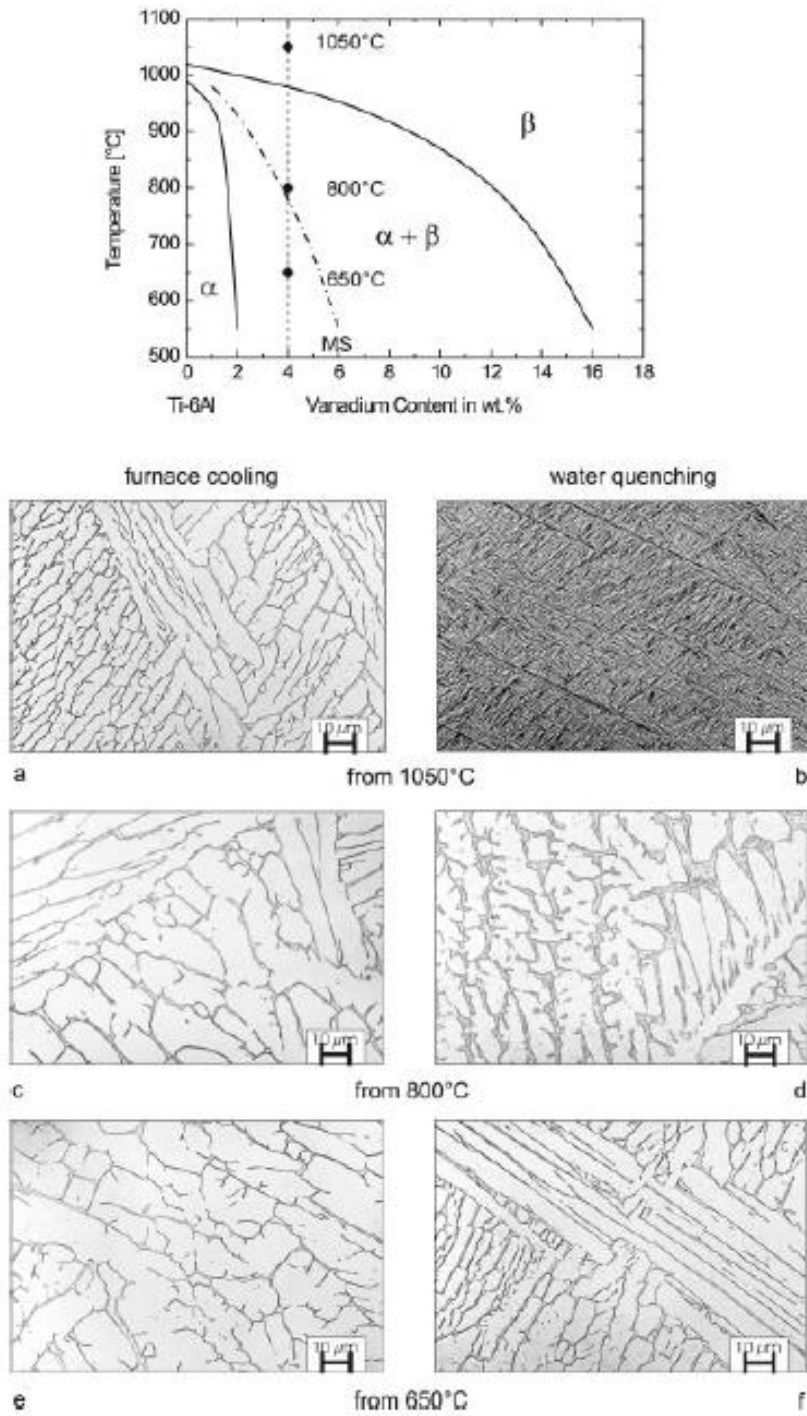 1100
1050°C
1000
β
900
Temperature [°C]
800
800°C
α + β
700
α
650°C
600
MS
500
0 2 4 6 8 10 12 14 16 18
Ti-6Al Vanadium Content in wt.%
furnace cooling water quenching
10 μm 10 μm
a from 1050°C b
10 μm 10 μm
c from 800°C d
10 μm 10 μm
e from 650°C f